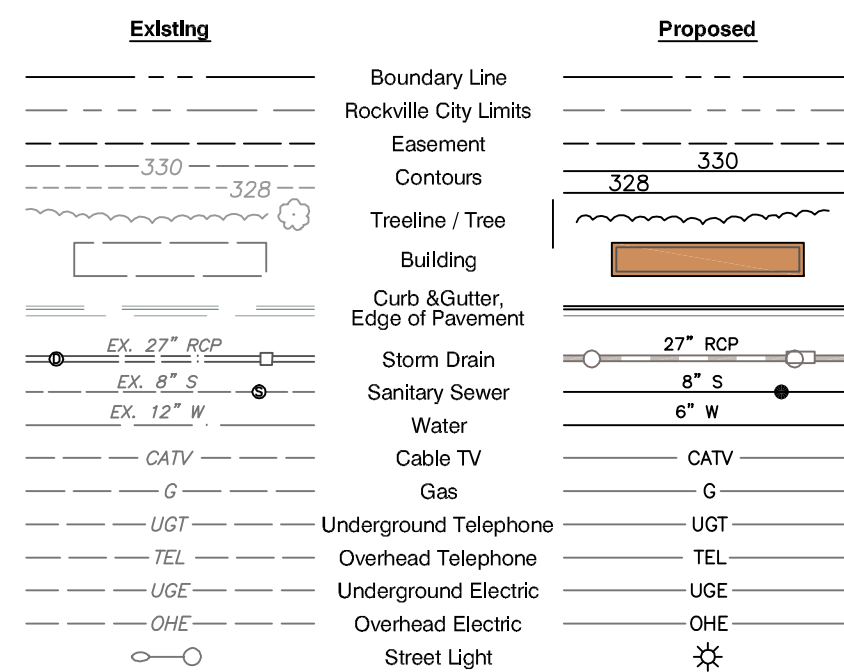 Existing Proposed
Boundary Line
Rockville City Limits
Easement
330 Contours 330
328 328
Treeline / Tree
Building
Curb &Gutter,
Edge of Pavement
EX. 27" RCP Storm Drain 27" RCP
D
EX. 8" S Sanitary Sewer 8" S
S
EX. 12" W Water 6" W
CATV Cable TV CATV
G Gas G
UGT Underground Telephone UGT
TEL Overhead Telephone TEL
UGE Underground Electric UGE
OHE Overhead Electric OHE
Street Light